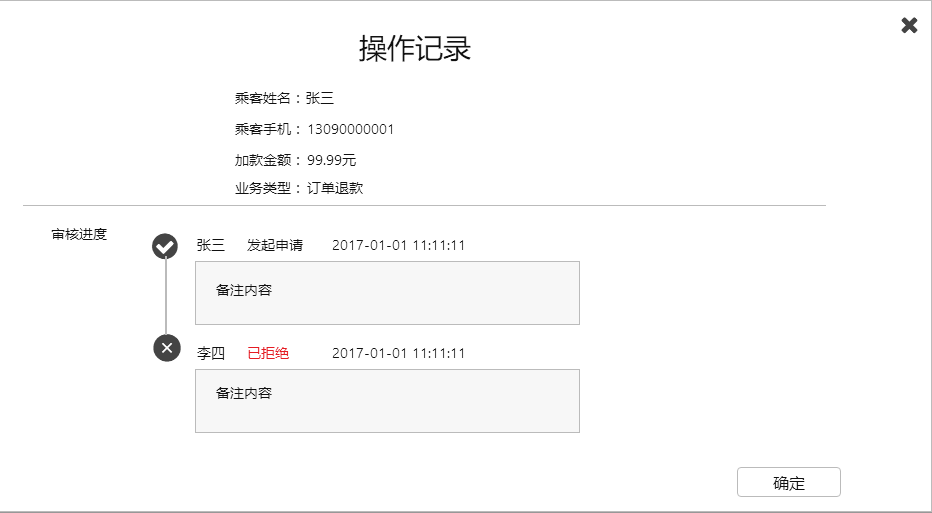 操作记录
乘客姓名：张三
乘客手机：13090000001
加款金额：99.99元
业务类型：订单退款
审核进度
张三 发起申请 2017-01-01 11:11:11
备注内容
李四 已拒绝 2017-01-01 11:11:11
备注内容
确定